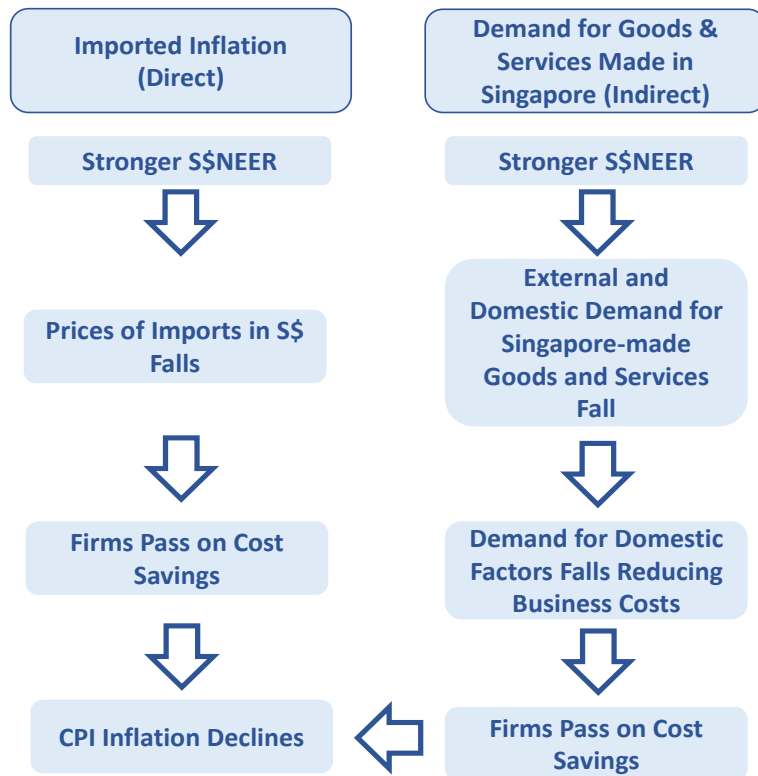 Imported Inflation
(Direct)
Stronger S$NEER
Prices of Imports in S$
Falls
Firms Pass on Cost
Savings
CPI Inflation Declines
Demand for Goods &
Services Made in
Singapore (Indirect)
Stronger S$NEER
External and
Domestic Demand for
Singapore-made
Goods and Services
Fall
Demand for Domestic
Factors Falls Reducing
Business Costs
Firms Pass on Cost
Savings